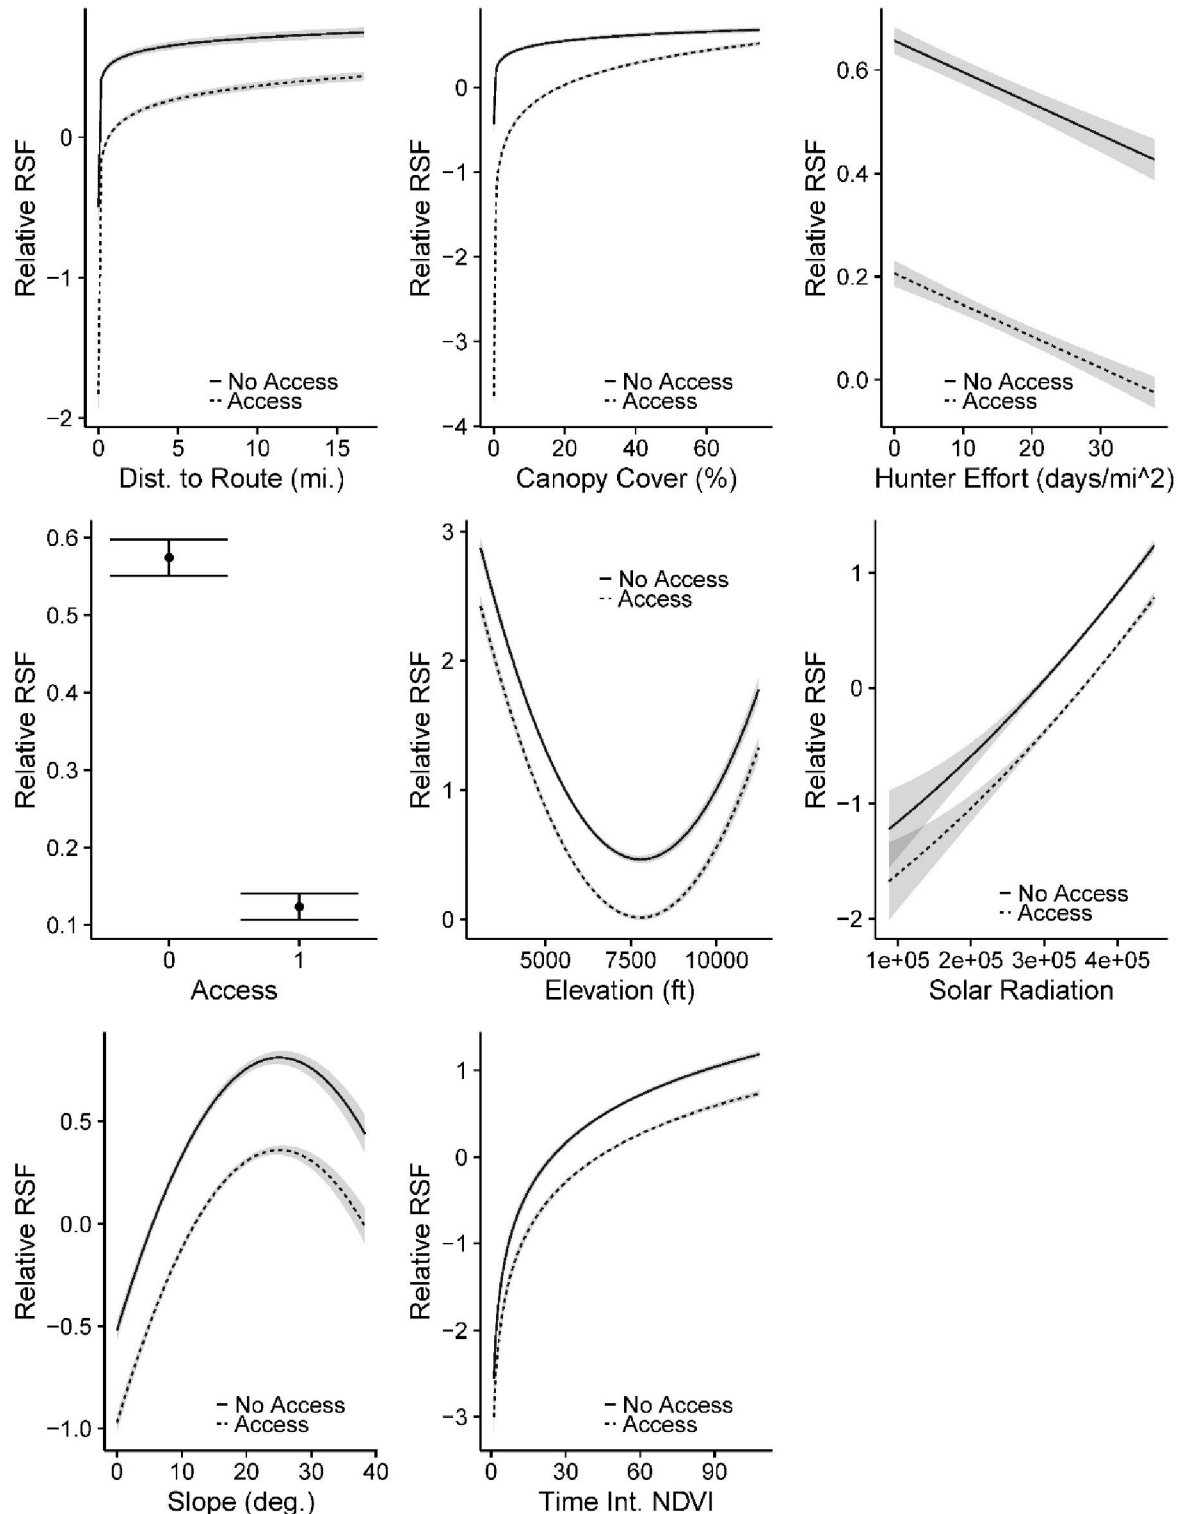 Relative RSF
0
−1
−2
No Access
Access
0 5 10 15
Dist. to Route (mi.)
Relative RSF
0
−1
−2
−3
−4
No Access
Access
0 20 40 60
Canopy Cover (%)
Relative RSF
0.6
0.4
0.2
0.0
No Access
Access
0 10 20 30
Hunter Effort (days/mi^2)
Relative RSF
0.6
0.5
0.4
0.3
0.2
0.1
0 1
Access
Relative RSF
3
2
1
0
No Access
Access
5000 7500 10000
Elevation (ft)
Relative RSF
1
0
−1
−2
No Access
Access
1e+05 2e+05 3e+05 4e+05
Solar Radiation
Relative RSF
0.5
0.0
−0.5
−1.0
No Access
Access
0 10 20 30 40
Slope (deg.)
Relative RSF
1
0
−1
−2
−3
No Access
Access
0 30 60 90
Time Int. NDVI